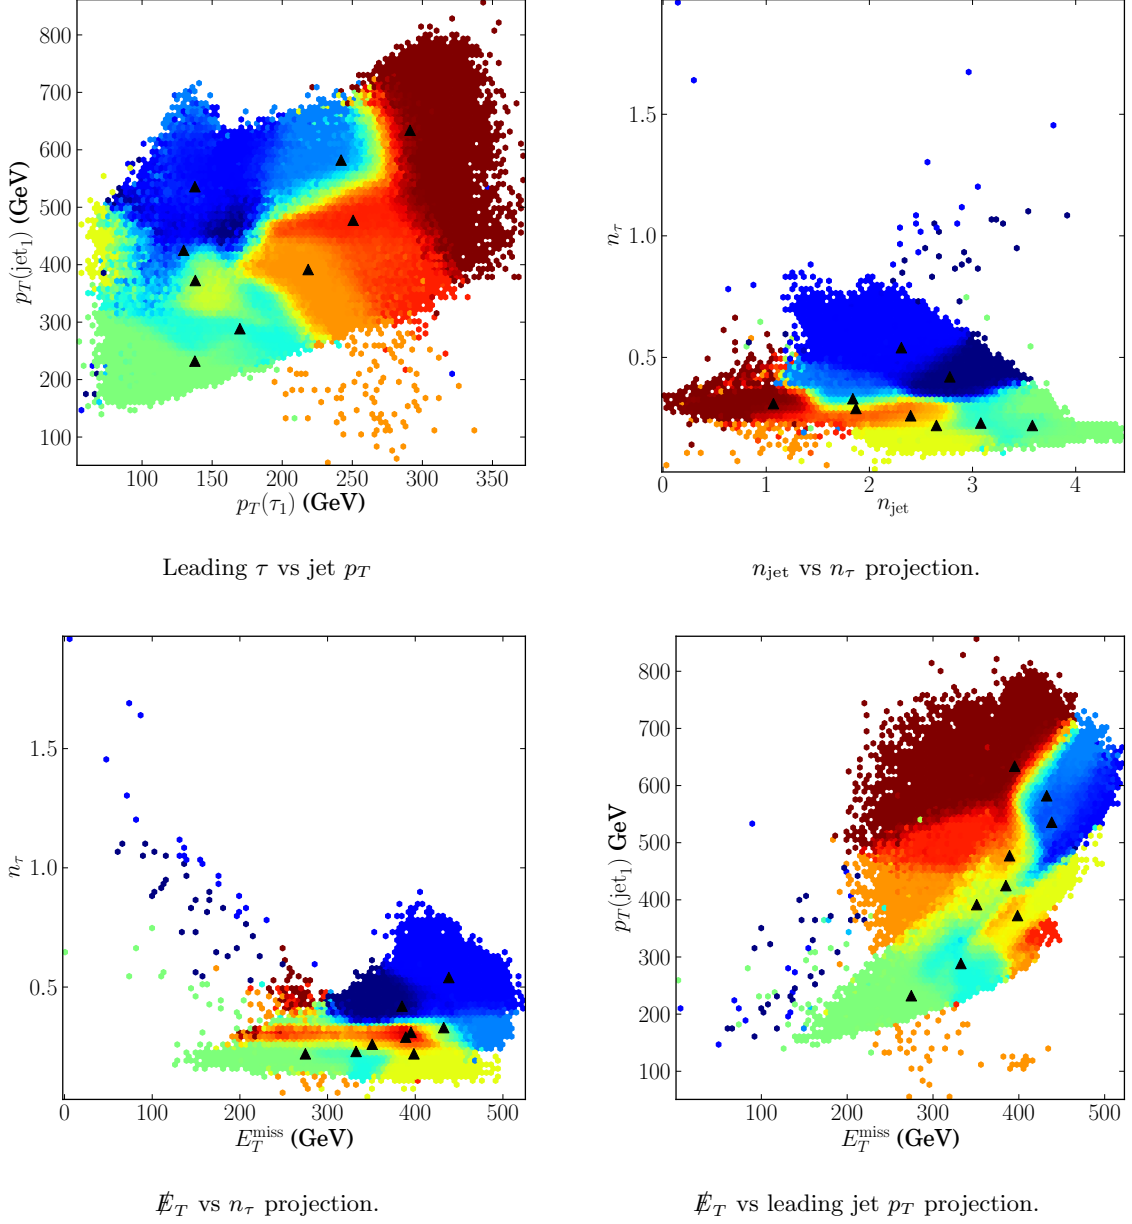 800
700
600
500
400
300
200
100
p_T(jet_1) (GeV)
100 150 200 250 300 350
p_T(τ_1) (GeV)
Leading τ vs jet p_T
1.5
1.0
0.5
n_τ
0 1 2 3 4
n_jet
n_jet vs n_τ projection.
1.5
1.0
0.5
n_τ
0 100 200 300 400 500
E_T^miss (GeV)
E̸_T vs n_τ projection.
800
700
600
500
400
300
200
100
p_T(jet_1) GeV
100 200 300 400 500
E_T^miss (GeV)
E̸_T vs leading jet p_T projection.